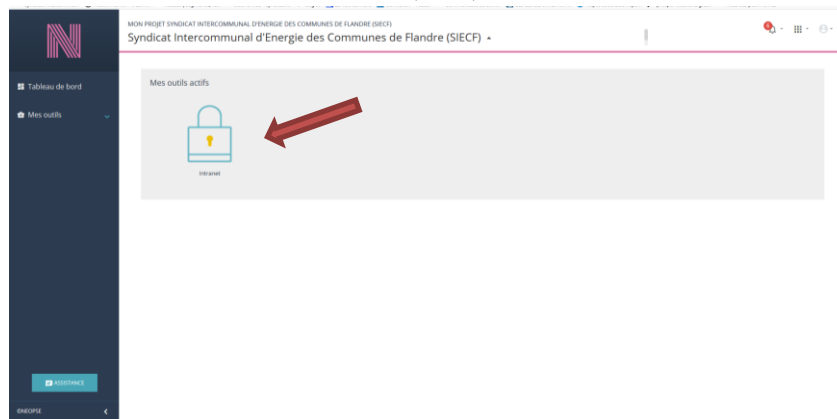 MON PROJET SYNDICAT INTERCOMMUNAL D'ENERGIE DES COMMUNES DE FLANDRE (SIECF)
Syndicat Intercommunal d'Energie des Communes de Flandre (SIECF)
Tableau de bord
Mes outils
Mes outils actifs
Intranet
ASSISTANCE
©NEOPSE